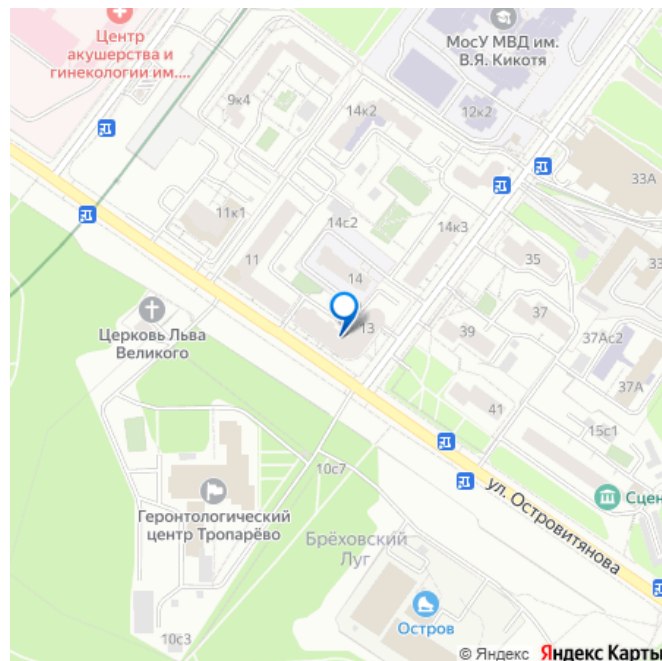 Центр
акушерства и
гинекологии им....
МосУ МВД им.
В.Я. Кикотя
9к4
14к2
12к2
33А
11к1
14с2
14к3
11
35
33
14
13
37
39
37Ас2
Церковь Льва
Великого
37А
41
15с1
10с7
ул. Островитянова
Сцен
Геронтологический
центр Тропарёво
Брёховский
Луг
Остров
10с3
© Яндекс Яндекс Карты